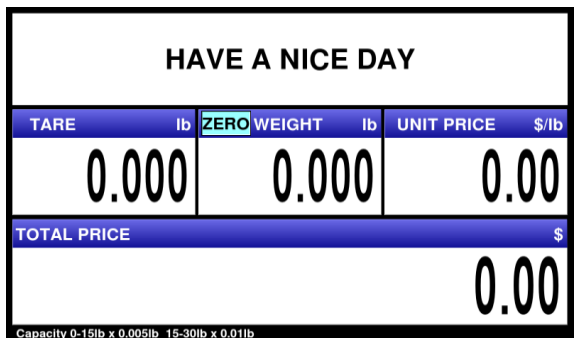 HAVE A NICE DAY
TARE lb ZERO WEIGHT lb UNIT PRICE $/lb
0.000 0.000 0.00
TOTAL PRICE $
0.00
Capacity 0-15lb x 0.005lb 15-30lb x 0.01lb